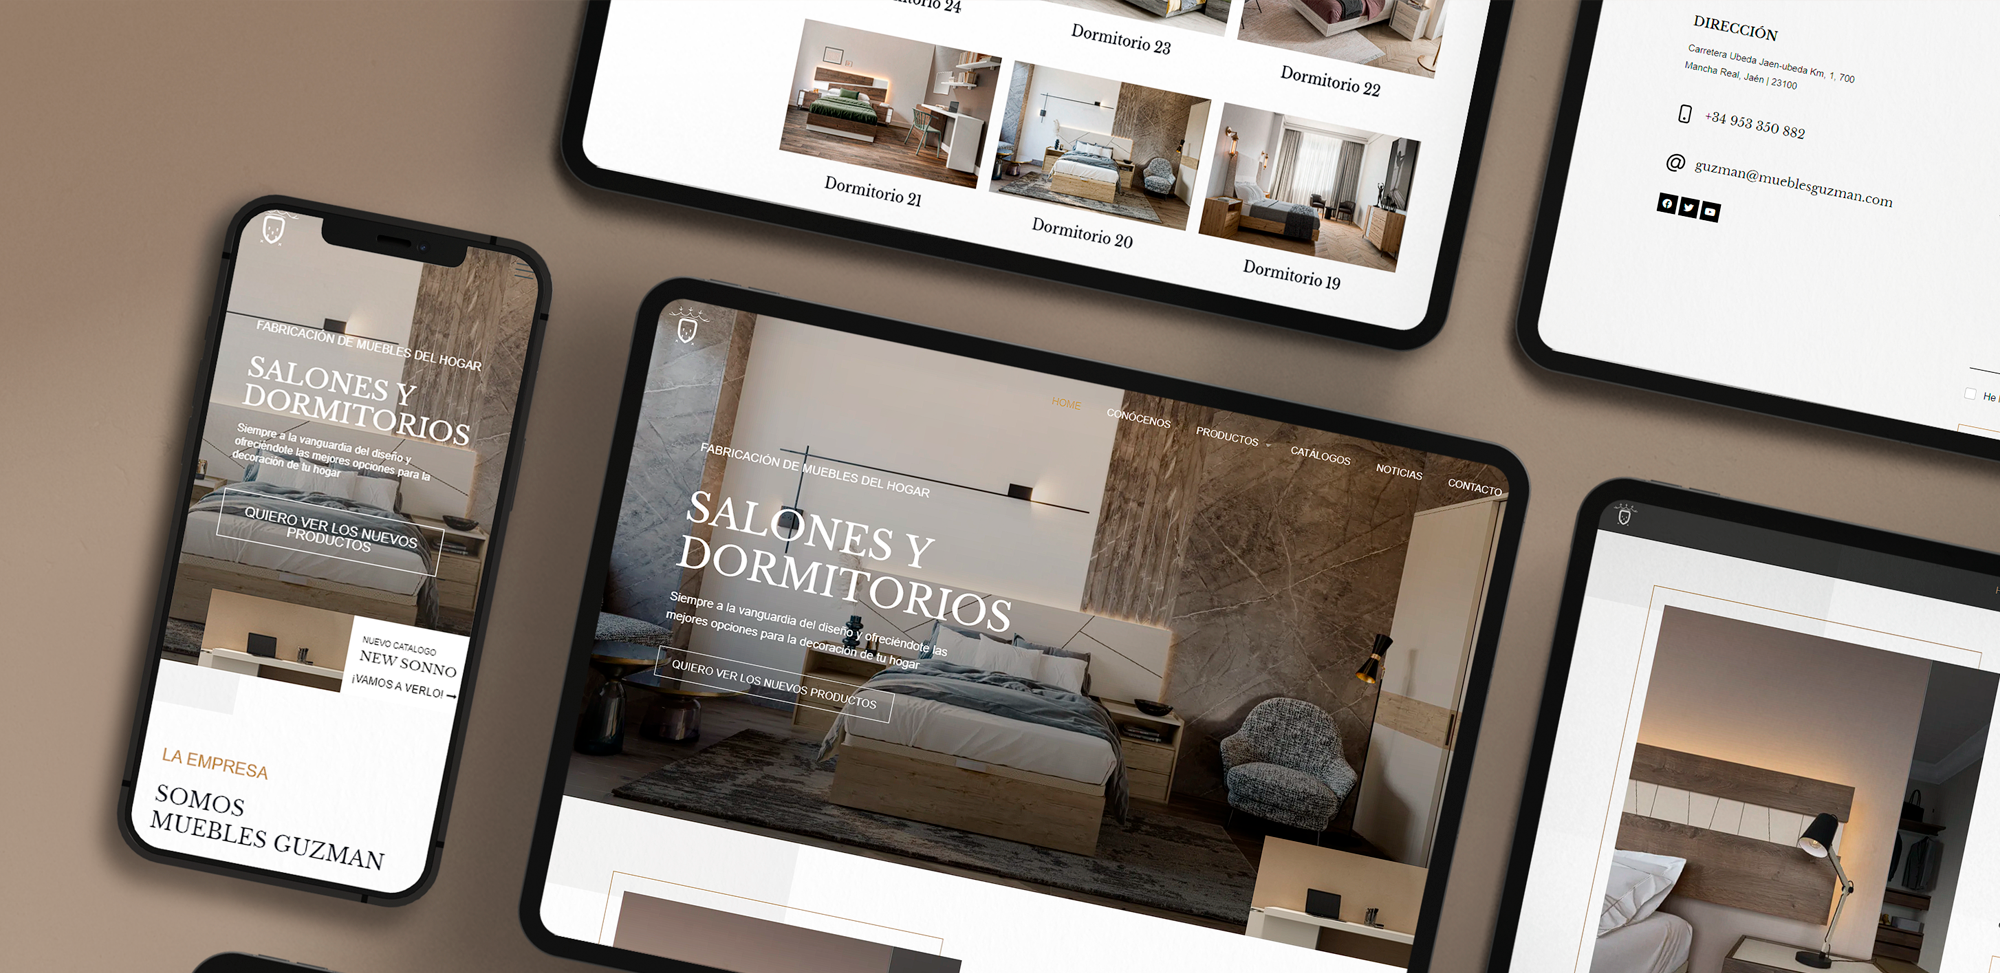 FABRICACIÓN DE MUEBLES DEL HOGAR
SALONES Y
DORMITORIOS
Siempre a la vanguardia del diseño y
ofreciéndote las mejores opciones para la
decoración de tu hogar
QUIERO VER LOS NUEVOS
PRODUCTOS
NUEVO CATALOGO
NEW SONNO
¡VAMOS A VERLO!
LA EMPRESA
SOMOS
MUEBLES GUZMAN
Dormitorio 23
Dormitorio 22
Dormitorio 21
Dormitorio 20
Dormitorio 19
HOME
CONÓCENOS
PRODUCTOS
CATÁLOGOS
NOTICIAS
CONTACTO
FABRICACIÓN DE MUEBLES DEL HOGAR
SALONES Y
DORMITORIOS
Siempre a la vanguardia del diseño y ofreciéndote las
mejores opciones para la decoración de tu hogar
QUIERO VER LOS NUEVOS PRODUCTOS
DIRECCIÓN
Carretera Ubeda Jaen-ubeda Km, 1, 700
Mancha Real, Jaén | 23100
+34 953 350 882
@ guzman@mueblesguzman.com
He